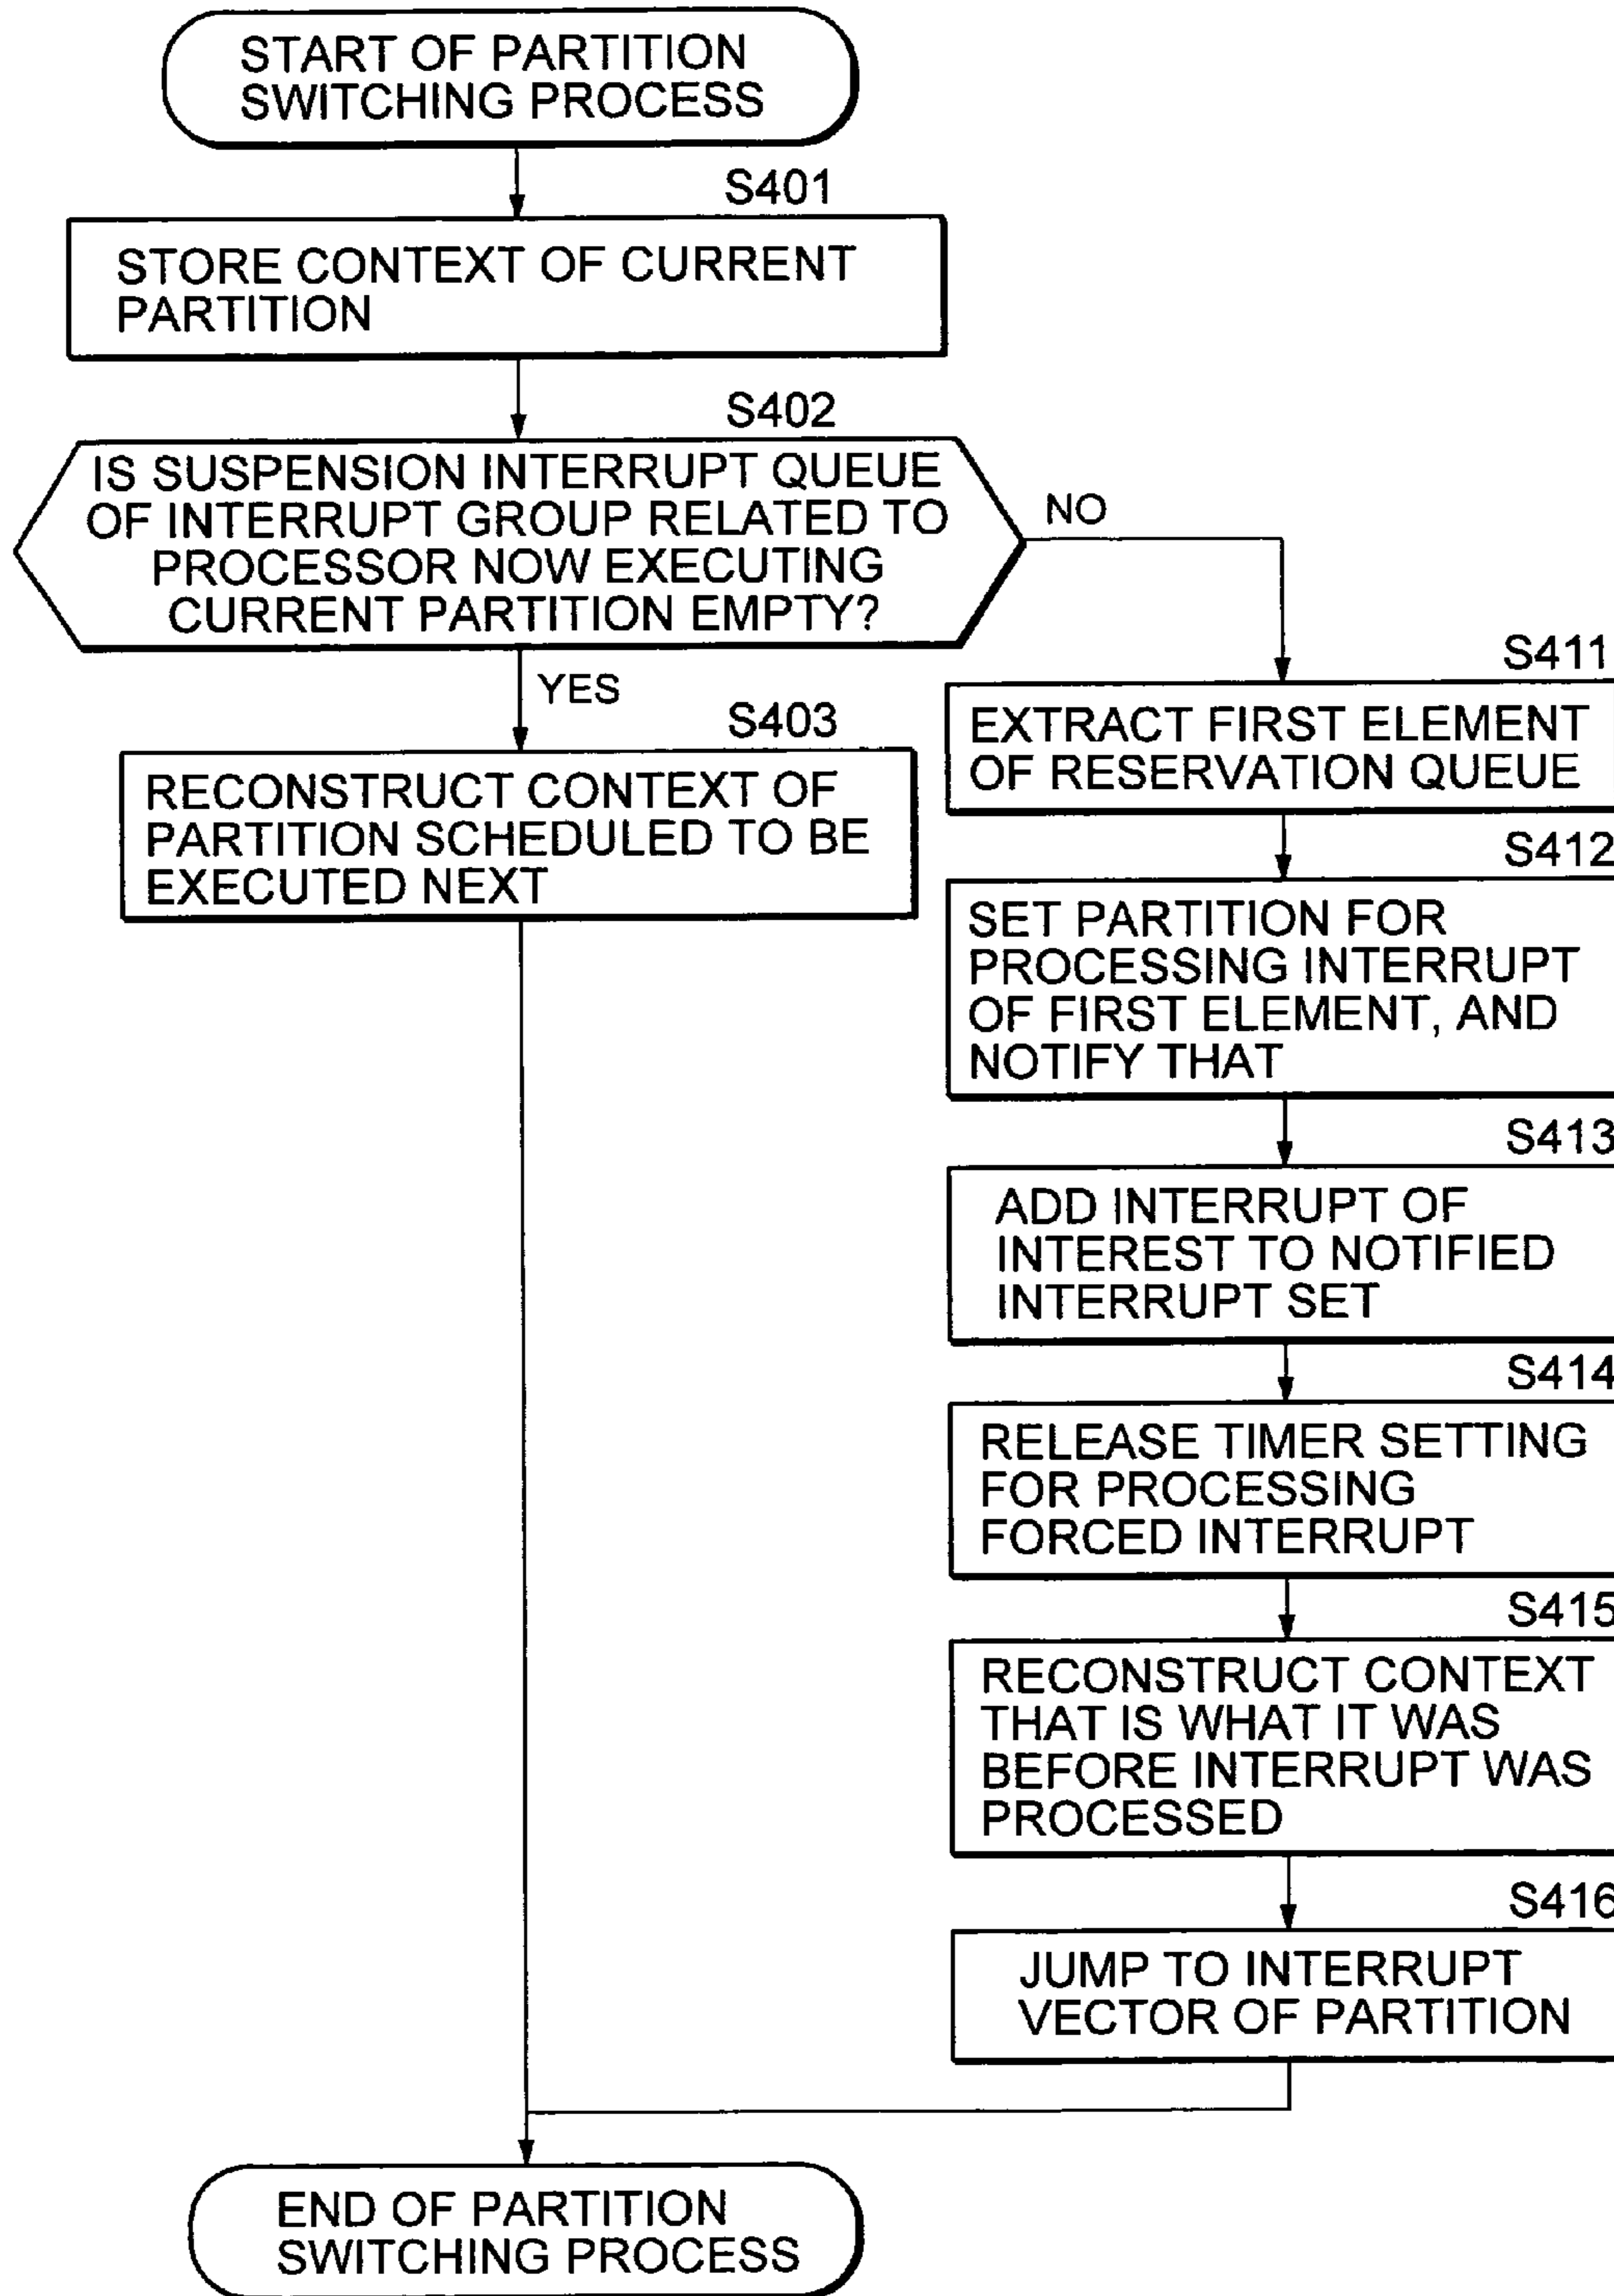 START OF PARTITION
SWITCHING PROCESS
S401
STORE CONTEXT OF CURRENT
PARTITION
S402
IS SUSPENSION INTERRUPT QUEUE
OF INTERRUPT GROUP RELATED TO
PROCESSOR NOW EXECUTING
CURRENT PARTITION EMPTY?
NO
YES
S403
RECONSTRUCT CONTEXT OF
PARTITION SCHEDULED TO BE
EXECUTED NEXT
S411
EXTRACT FIRST ELEMENT
OF RESERVATION QUEUE
S412
SET PARTITION FOR
PROCESSING INTERRUPT
OF FIRST ELEMENT, AND
NOTIFY THAT
S413
ADD INTERRUPT OF
INTEREST TO NOTIFIED
INTERRUPT SET
S414
RELEASE TIMER SETTING
FOR PROCESSING
FORCED INTERRUPT
S415
RECONSTRUCT CONTEXT
THAT IS WHAT IT WAS
BEFORE INTERRUPT WAS
PROCESSED
S416
JUMP TO INTERRUPT
VECTOR OF PARTITION
END OF PARTITION
SWITCHING PROCESS